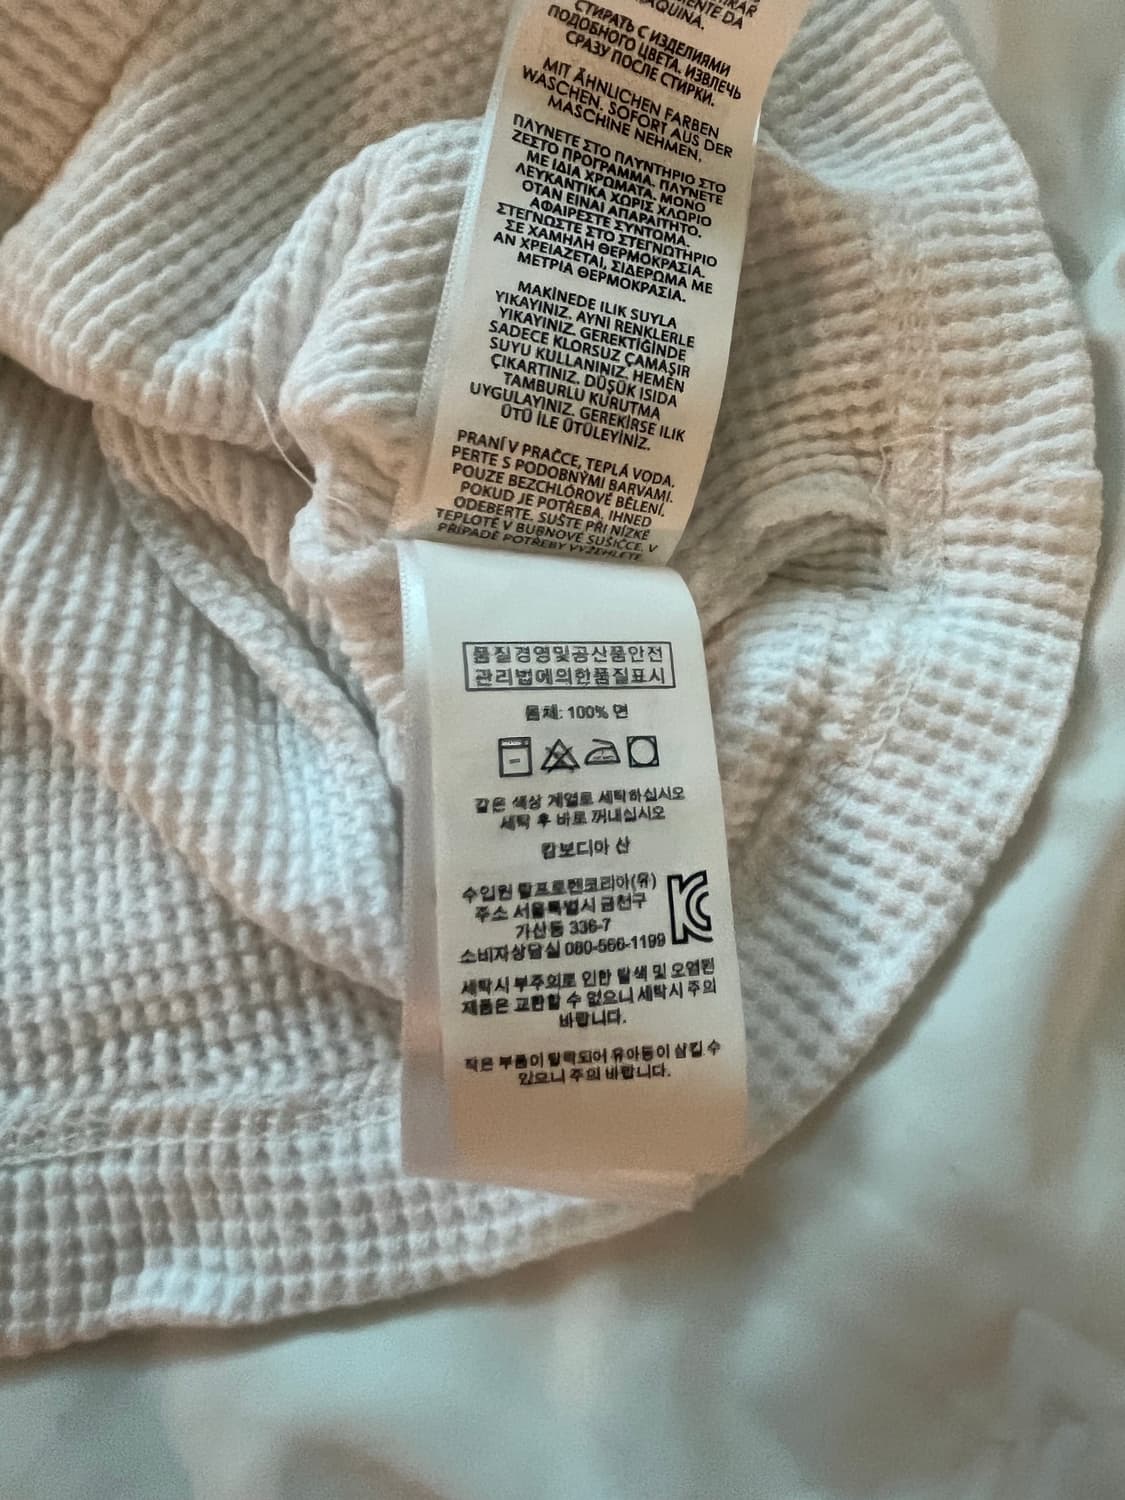 MENTE DA
AQUINA.
СТИРАТЬ С ИЗДЕЛИЯМИ
ПОДОБНОГО ЦВЕТА. ИЗВЛЕЧЬ
СРАЗУ ПОСЛЕ СТИРКИ.
MIT ÄHNLICHEN FARBEN
WASCHEN. SOFORT AUS DER
MASCHINE NEHMEN.
ΠΛΥΝΕΤΕ ΣΤΟ ΠΛΥΝΤΗΡΙΟ ΣΤΟ
ΖΕΣΤΟ ΠΡΟΓΡΑΜΜΑ. ΠΛΥΝΕΤΕ
ΜΕ ΙΔΙΑ ΧΡΩΜΑΤΑ. ΜΟΝΟ
ΛΕΥΚΑΝΤΙΚΑ ΧΩΡΙΣ ΧΛΩΡΙΟ
ΟΤΑΝ ΕΙΝΑΙ ΑΠΑΡΑΙΤΗΤΟ.
ΑΦΑΙΡΕΣΤΕ ΣΥΝΤΟΜΑ.
ΣΤΕΓΝΩΣΤΕ ΣΤΟ ΣΤΕΓΝΩΤΗΡΙΟ
ΣΕ ΧΑΜΗΛΗ ΘΕΡΜΟΚΡΑΣΙΑ.
ΑΝ ΧΡΕΙΑΖΕΤΑΙ, ΣΙΔΕΡΩΜΑ ΜΕ
ΜΕΤΡΙΑ ΘΕΡΜΟΚΡΑΣΙΑ.
MAKİNEDE ILIK SUYLA
YIKAYINIZ. AYNI RENKLERLE
YIKAYINIZ. GEREKTİĞİNDE
SADECE KLORSUZ ÇAMAŞIR
SUYU KULLANINIZ. HEMEN
ÇIKARTINIZ. DÜŞÜK ISIDA
TAMBURLU KURUTMA
UYGULAYINIZ. GEREKİRSE ILIK
ÜTÜ İLE ÜTÜLEYİNİZ.
PRANÍ V PRAČCE, TEPLÁ VODA.
PERTE S PODOBNÝMI BARVAMI.
POUZE BEZCHLÓROVÉ BĚLENÍ,
POKUD JE POTŘEBA. IHNED
ODEBERTE. SUŠTE PŘI NÍZKÉ
TEPLOTĚ V BUBNOVÉ SUŠIČCE. V
PŘÍPADĚ POTŘEBY VYŽEHLETE
품질경영및공산품안전
관리법에의한품질표시
몸체: 100% 면
같은 색상 계열로 세탁하십시오
세탁 후 바로 꺼내십시오
캄보디아 산
수입원 랄프로렌코리아(유)
주소 서울특별시 금천구
가산동 336-7
소비자상담실 080-566-1199
KC
세탁시 부주의로 인한 탈색 및 오염된
제품은 교환할 수 없으니 세탁시 주의
바랍니다.
작은 부품이 탈락되어 유아등이 삼킬 수
있으니 주의 바랍니다.